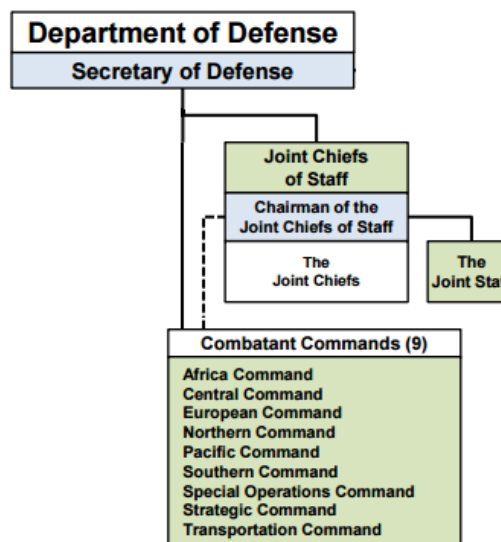 Department of Defense
Secretary of Defense
Joint Chiefs
of Staff
Chairman of the
Joint Chiefs of Staff
The
Joint Chiefs
The
Joint Staf
Combatant Commands (9)
Africa Command
Central Command
European Command
Northern Command
Pacific Command
Southern Command
Special Operations Command
Strategic Command
Transportation Command